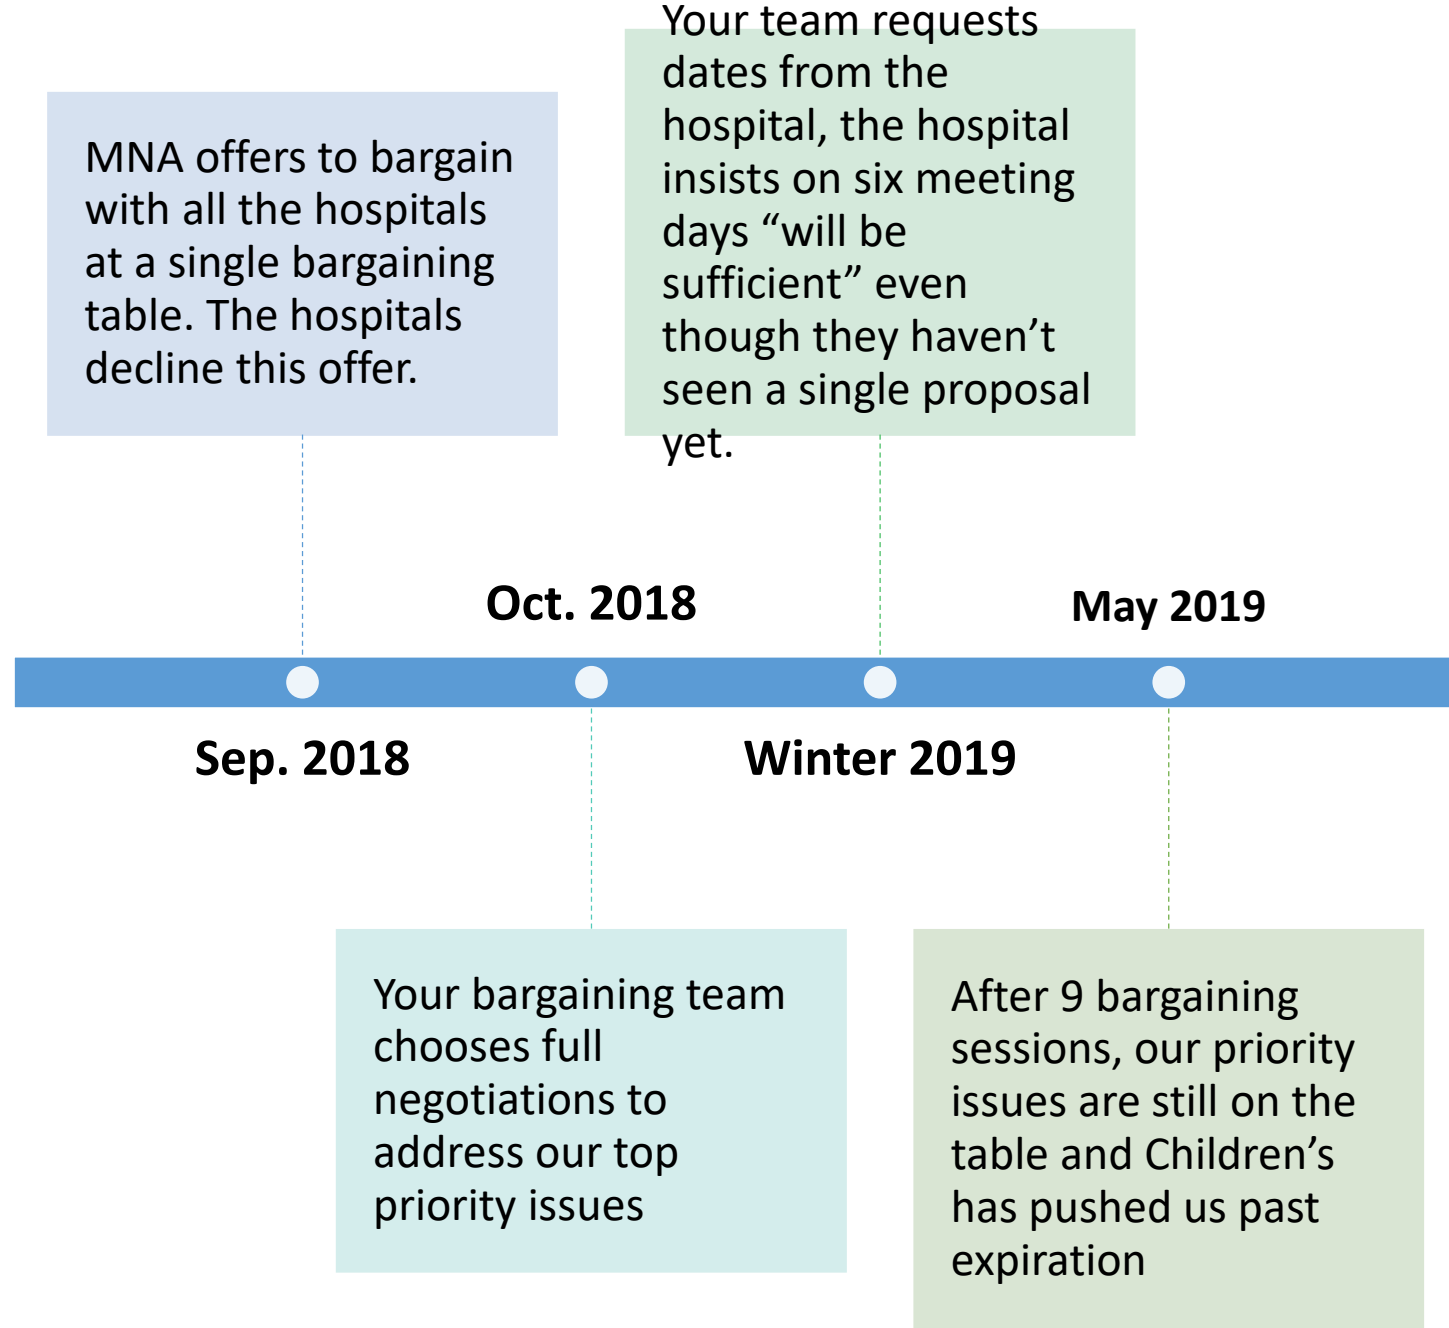 MNA offers to bargain
with all the hospitals
at a single bargaining
table. The hospitals
decline this offer.
Your team requests
dates from the
hospital, the hospital
insists on six meeting
days “will be
sufficient” even
though they haven’t
seen a single proposal
yet.
Oct. 2018
May 2019
Sep. 2018
Winter 2019
Your bargaining team
chooses full
negotiations to
address our top
priority issues
After 9 bargaining
sessions, our priority
issues are still on the
table and Children’s
has pushed us past
expiration